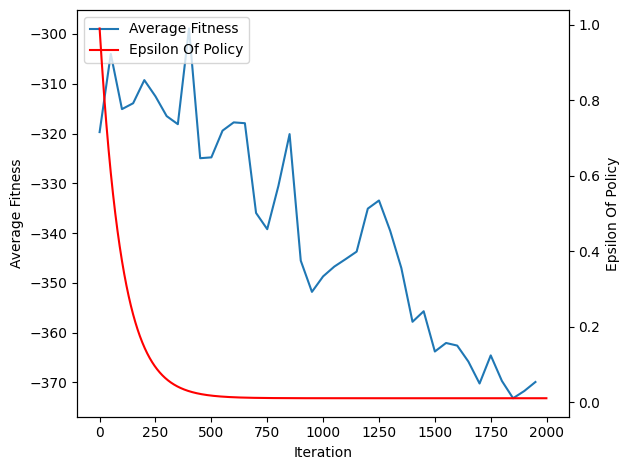 Average Fitness
Epsilon Of Policy
−300
−310
−320
−330
−340
−350
−360
−370
Average Fitness
1.0
0.8
0.6
0.4
0.2
0.0
Epsilon Of Policy
0 250 500 750 1000 1250 1500 1750 2000
Iteration